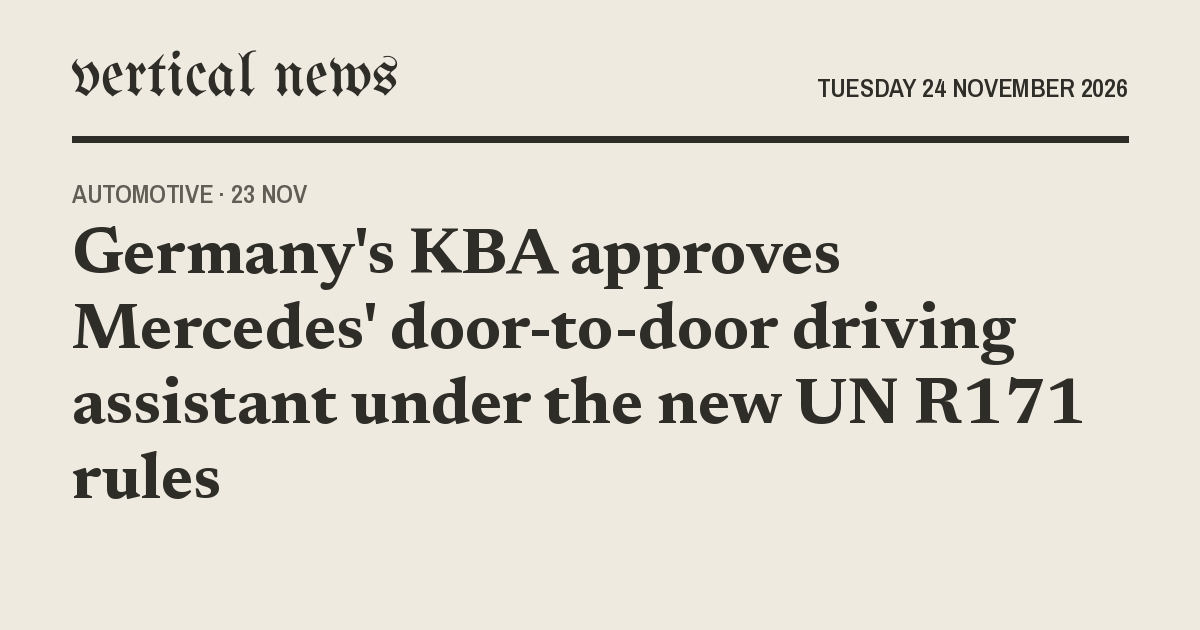 vertical news
TUESDAY 24 NOVEMBER 2026
AUTOMOTIVE · 23 NOV
Germany's KBA approves
Mercedes' door-to-door driving
assistant under the new UN R171
rules